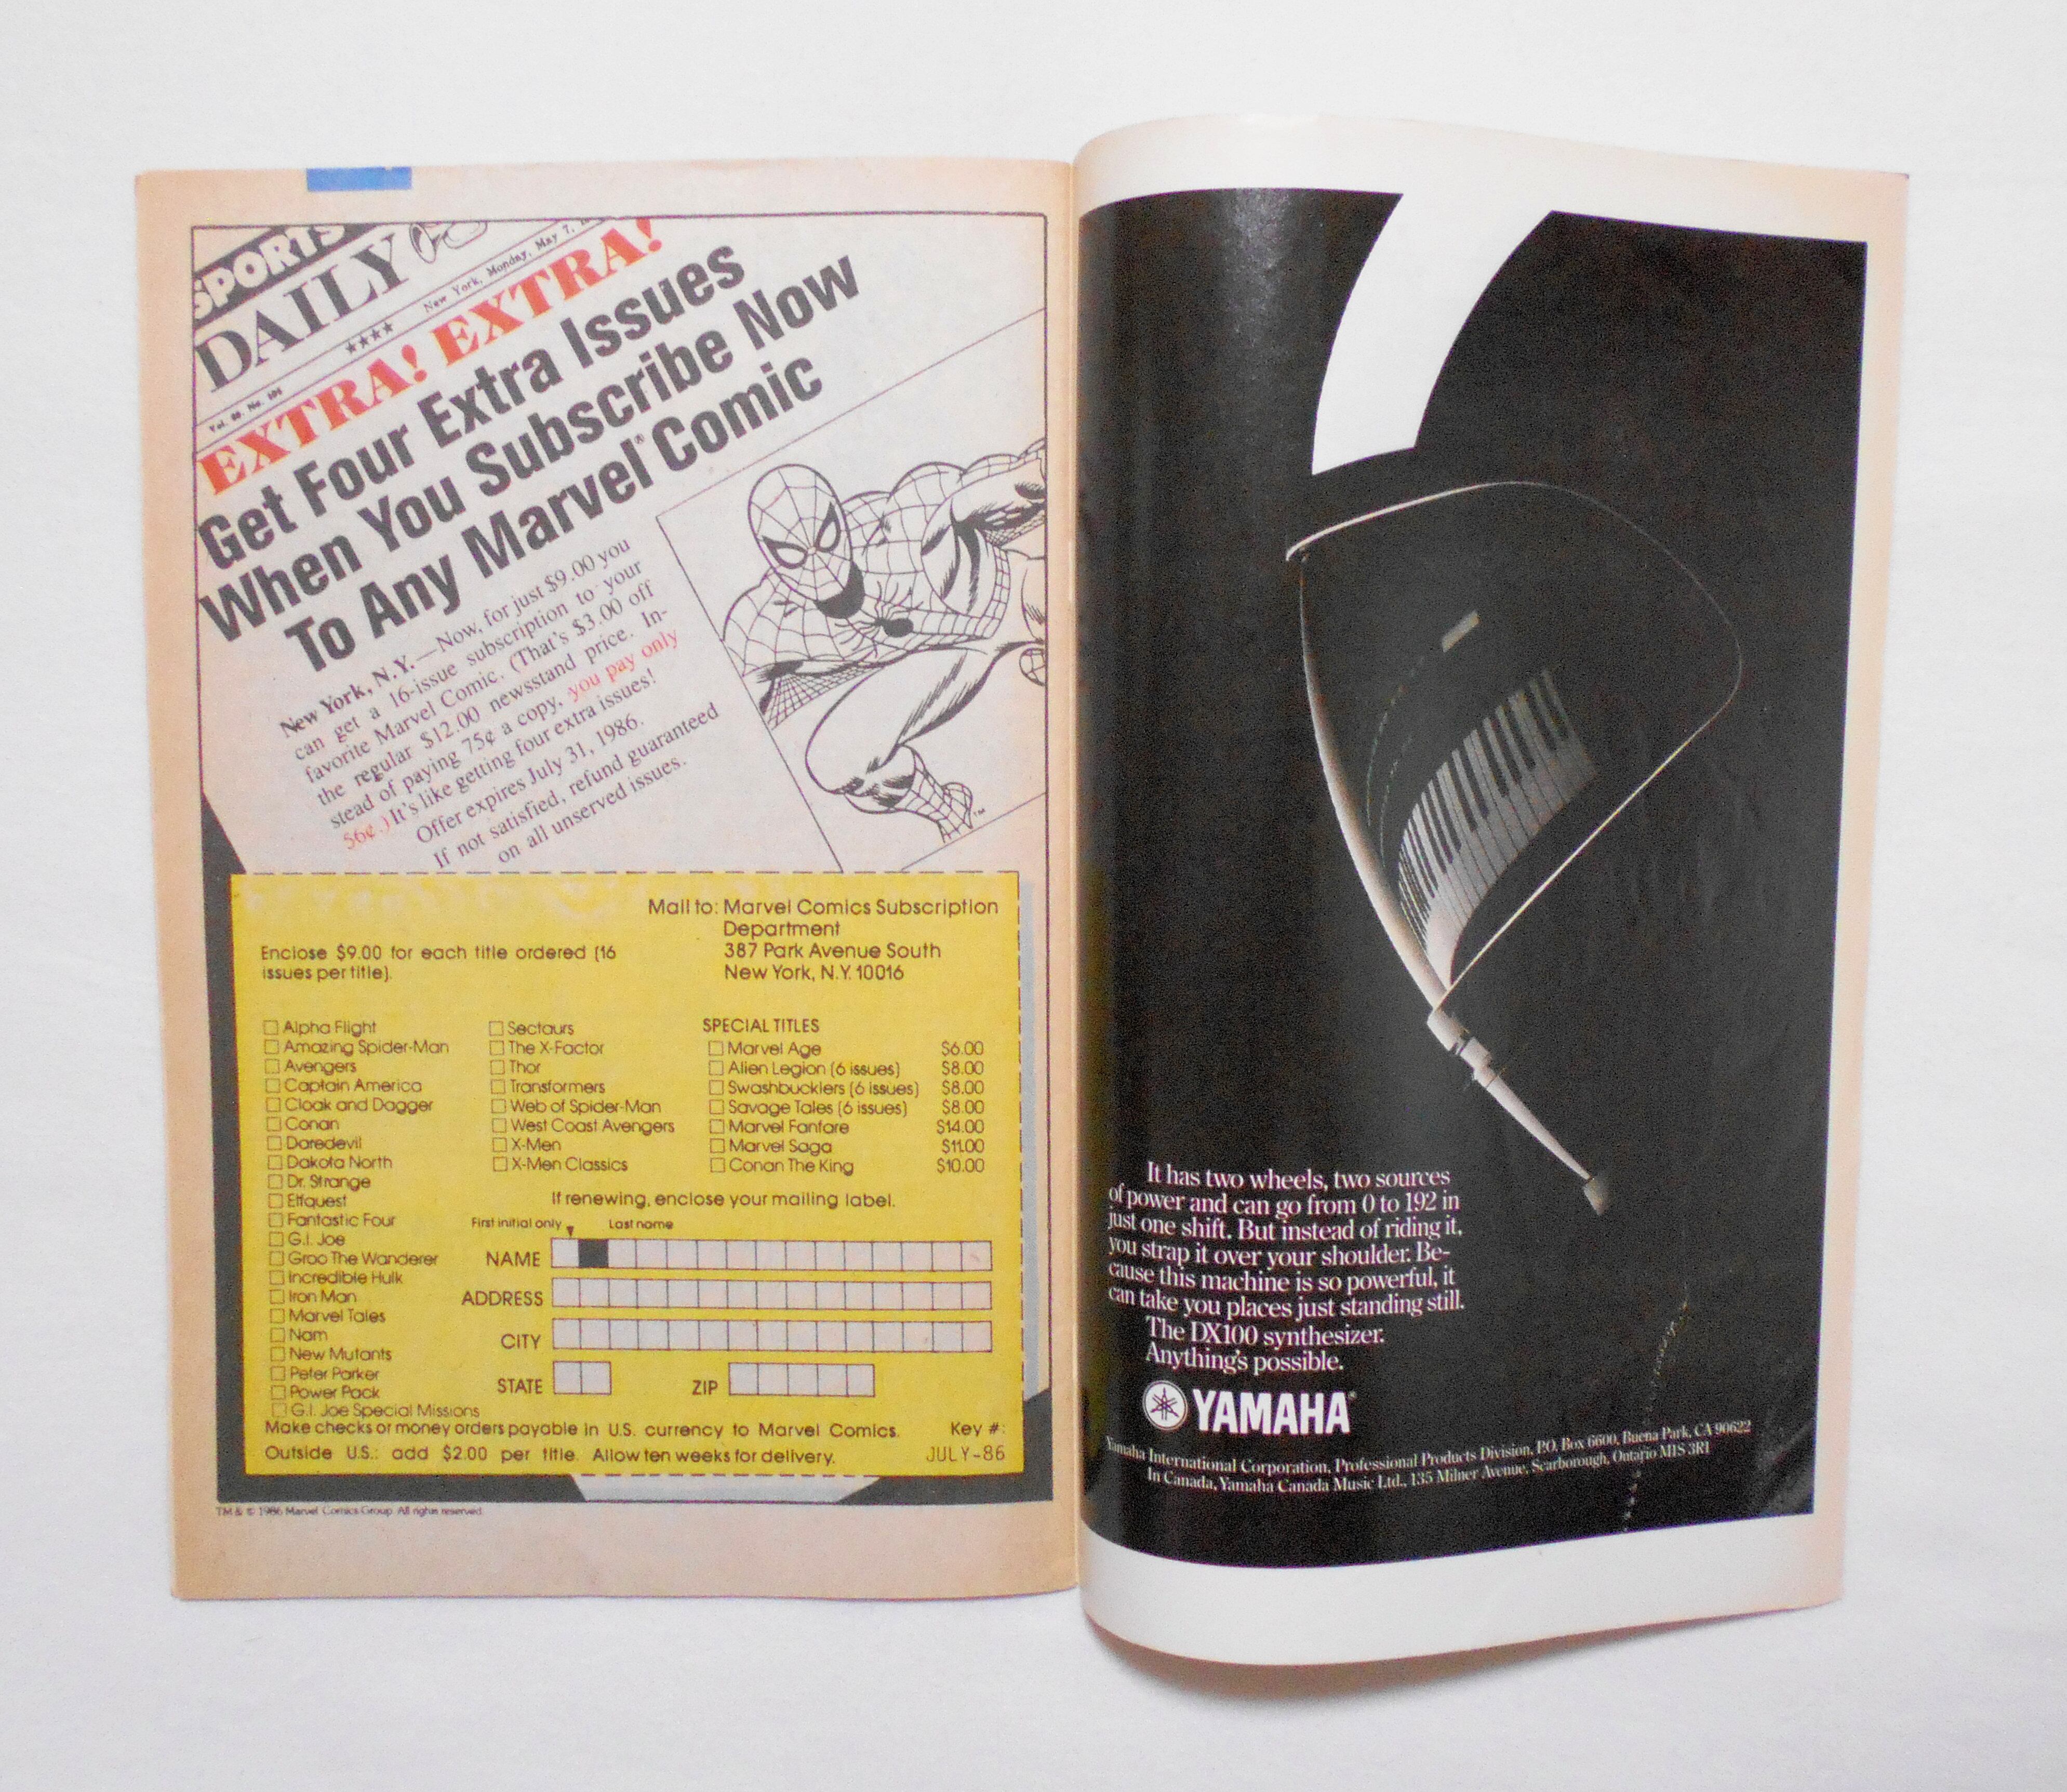 SPORTS
DAILY
★★★★ New York, Monday, May 7,
Vol. No.
EXTRA! EXTRA!
Get Four Extra Issues
When You Subscribe Now
To Any Marvel® Comic
New York, N.Y.—Now, for just $9.00 you
can get a 16-issue subscription to your
favorite Marvel Comic. (That's $3.00 off
the regular $12.00 newsstand price. In-
stead of paying 75¢ a copy, you pay only
56¢.) It's like getting four extra issues!
Offer expires July 31, 1986.
If not satisfied, refund guaranteed
on all unserved issues.
TM
Mail to: Marvel Comics Subscription
Department
387 Park Avenue South
New York, N.Y. 10016
Enclose $9.00 for each title ordered (16
issues per title).
Alpha Flight
Amazing Spider-Man
Avengers
Captain America
Cloak and Dagger
Conan
Daredevil
Dakota North
Dr. Strange
Elfquest
Fantastic Four
G.I. Joe
Groo The Wanderer
Incredible Hulk
Iron Man
Marvel Tales
Nam
New Mutants
Peter Parker
Power Pack
G.I. Joe Special Missions
Sectaurs
The X-Factor
Thor
Transformers
Web of Spider-Man
West Coast Avengers
X-Men
X-Men Classics
SPECIAL TITLES
Marvel Age $6.00
Alien Legion (6 issues) $8.00
Swashbucklers (6 issues) $8.00
Savage Tales (6 issues) $8.00
Marvel Fanfare $14.00
Marvel Saga $11.00
Conan The King $10.00
If renewing, enclose your mailing label.
First initial only Last name
NAME
ADDRESS
CITY
STATE ZIP
Make checks or money orders payable in U.S. currency to Marvel Comics. Key #:
Outside U.S.: add $2.00 per title. Allow ten weeks for delivery. JULY-86
TM & © 1986 Marvel Comics Group. All rights reserved.
It has two wheels, two sources
of power and can go from 0 to 192 in
just one shift. But instead of riding it,
you strap it over your shoulder. Be-
cause this machine is so powerful, it
can take you places just standing still.
The DX100 synthesizer.
Anything's possible.
YAMAHA®
Yamaha International Corporation, Professional Products Division, P.O. Box 6600, Buena Park, CA 90622
In Canada, Yamaha Canada Music Ltd., 135 Milner Avenue, Scarborough, Ontario M1S 3R1